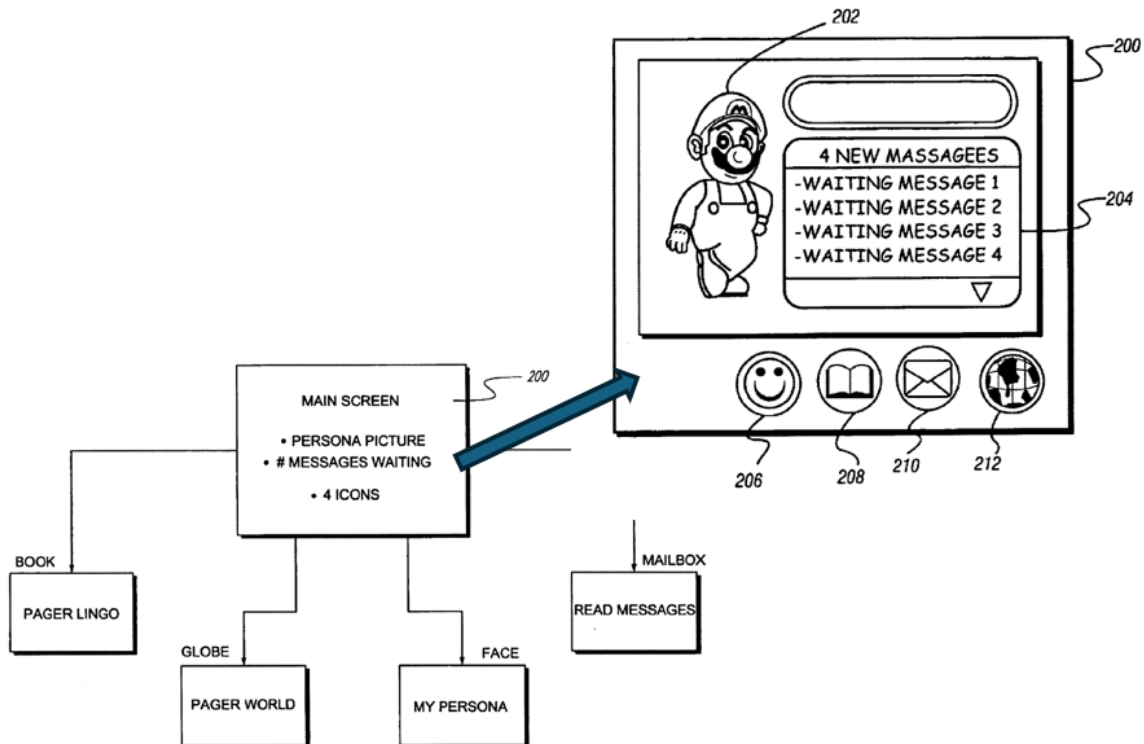 202
200
M
4 NEW MASSAGEES
-WAITING MESSAGE 1
-WAITING MESSAGE 2
-WAITING MESSAGE 3
-WAITING MESSAGE 4
204
206
208
210
212
200
MAIN SCREEN
• PERSONA PICTURE
• # MESSAGES WAITING
• 4 ICONS
BOOK
PAGER LINGO
GLOBE
PAGER WORLD
FACE
MY PERSONA
MAILBOX
READ MESSAGES